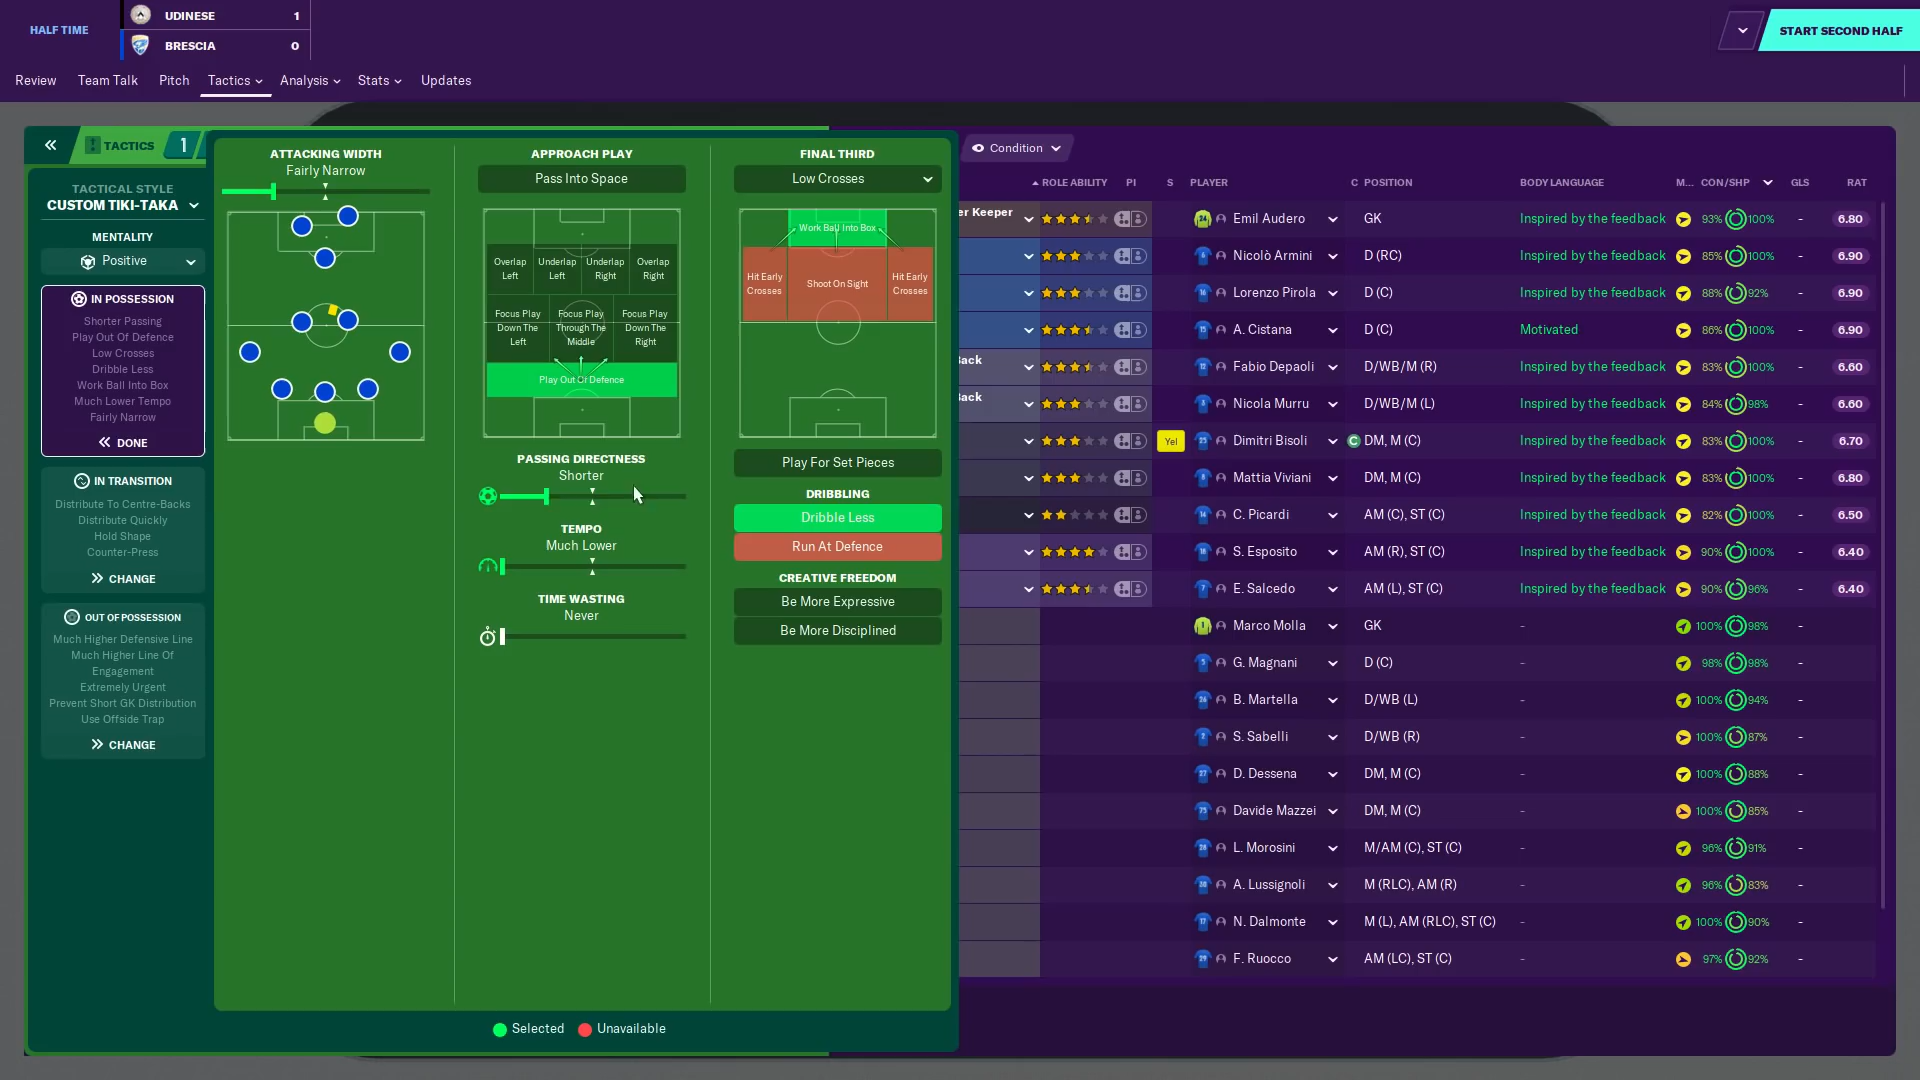 HALF TIME
UDINESE 1
BRESCIA 0
START SECOND HALF
Review Team Talk Pitch Tactics Analysis Stats Updates
TACTICS 1
TACTICAL STYLE
CUSTOM TIKI-TAKA
MENTALITY
Positive
IN POSSESSION
Shorter Passing
Play Out Of Defence
Low Crosses
Dribble Less
Work Ball Into Box
Much Lower Tempo
Fairly Narrow
DONE
IN TRANSITION
Distribute To Centre-Backs
Distribute Quickly
Hold Shape
Counter-Press
CHANGE
OUT OF POSSESSION
Much Higher Defensive Line
Much Higher Line Of
Engagement
Extremely Urgent
Prevent Short GK Distribution
Use Offside Trap
CHANGE
ATTACKING WIDTH
Fairly Narrow
APPROACH PLAY
Pass Into Space
Overlap Left
Underlap Left
Underlap Right
Overlap Right
Focus Play Down The Left
Focus Play Through The Middle
Focus Play Down The Right
Play Out Of Defence
PASSING DIRECTNESS
Shorter
TEMPO
Much Lower
TIME WASTING
Never
FINAL THIRD
Low Crosses
Work Ball Into Box
Hit Early Crosses
Shoot On Sight
Hit Early Crosses
Play For Set Pieces
DRIBBLING
Dribble Less
Run At Defence
CREATIVE FREEDOM
Be More Expressive
Be More Disciplined
Selected Unavailable
Condition
ROLE ABILITY PI S PLAYER C POSITION BODY LANGUAGE M... CON/SHP GLS RAT
er Keeper Emil Audero GK Inspired by the feedback 93% 100% - 6.80
Nicolò Armini D (RC) Inspired by the feedback 85% 100% - 6.90
Lorenzo Pirola D (C) Inspired by the feedback 88% 92% - 6.90
A. Cistana D (C) Motivated 86% 100% - 6.90
Back Fabio Depaoli D/WB/M (R) Inspired by the feedback 83% 100% - 6.60
Back Nicola Murru D/WB/M (L) Inspired by the feedback 84% 98% - 6.60
Yel Dimitri Bisoli C DM, M (C) Inspired by the feedback 83% 100% - 6.70
Mattia Viviani DM, M (C) Inspired by the feedback 83% 100% - 6.80
C. Picardi AM (C), ST (C) Inspired by the feedback 82% 100% - 6.50
S. Esposito AM (R), ST (C) Inspired by the feedback 90% 100% - 6.40
E. Salcedo AM (L), ST (C) Inspired by the feedback 90% 96% - 6.40
Marco Molla GK - 100% 98% -
G. Magnani D (C) - 98% 98% -
B. Martella D/WB (L) - 100% 94% -
S. Sabelli D/WB (R) - 100% 87% -
D. Dessena DM, M (C) - 100% 88% -
Davide Mazzei DM, M (C) - 100% 85% -
L. Morosini M/AM (C), ST (C) - 96% 91% -
A. Lussignoli M (RLC), AM (R) - 96% 83% -
N. Dalmonte M (L), AM (RLC), ST (C) - 100% 90% -
F. Ruocco AM (LC), ST (C) - 97% 92% -